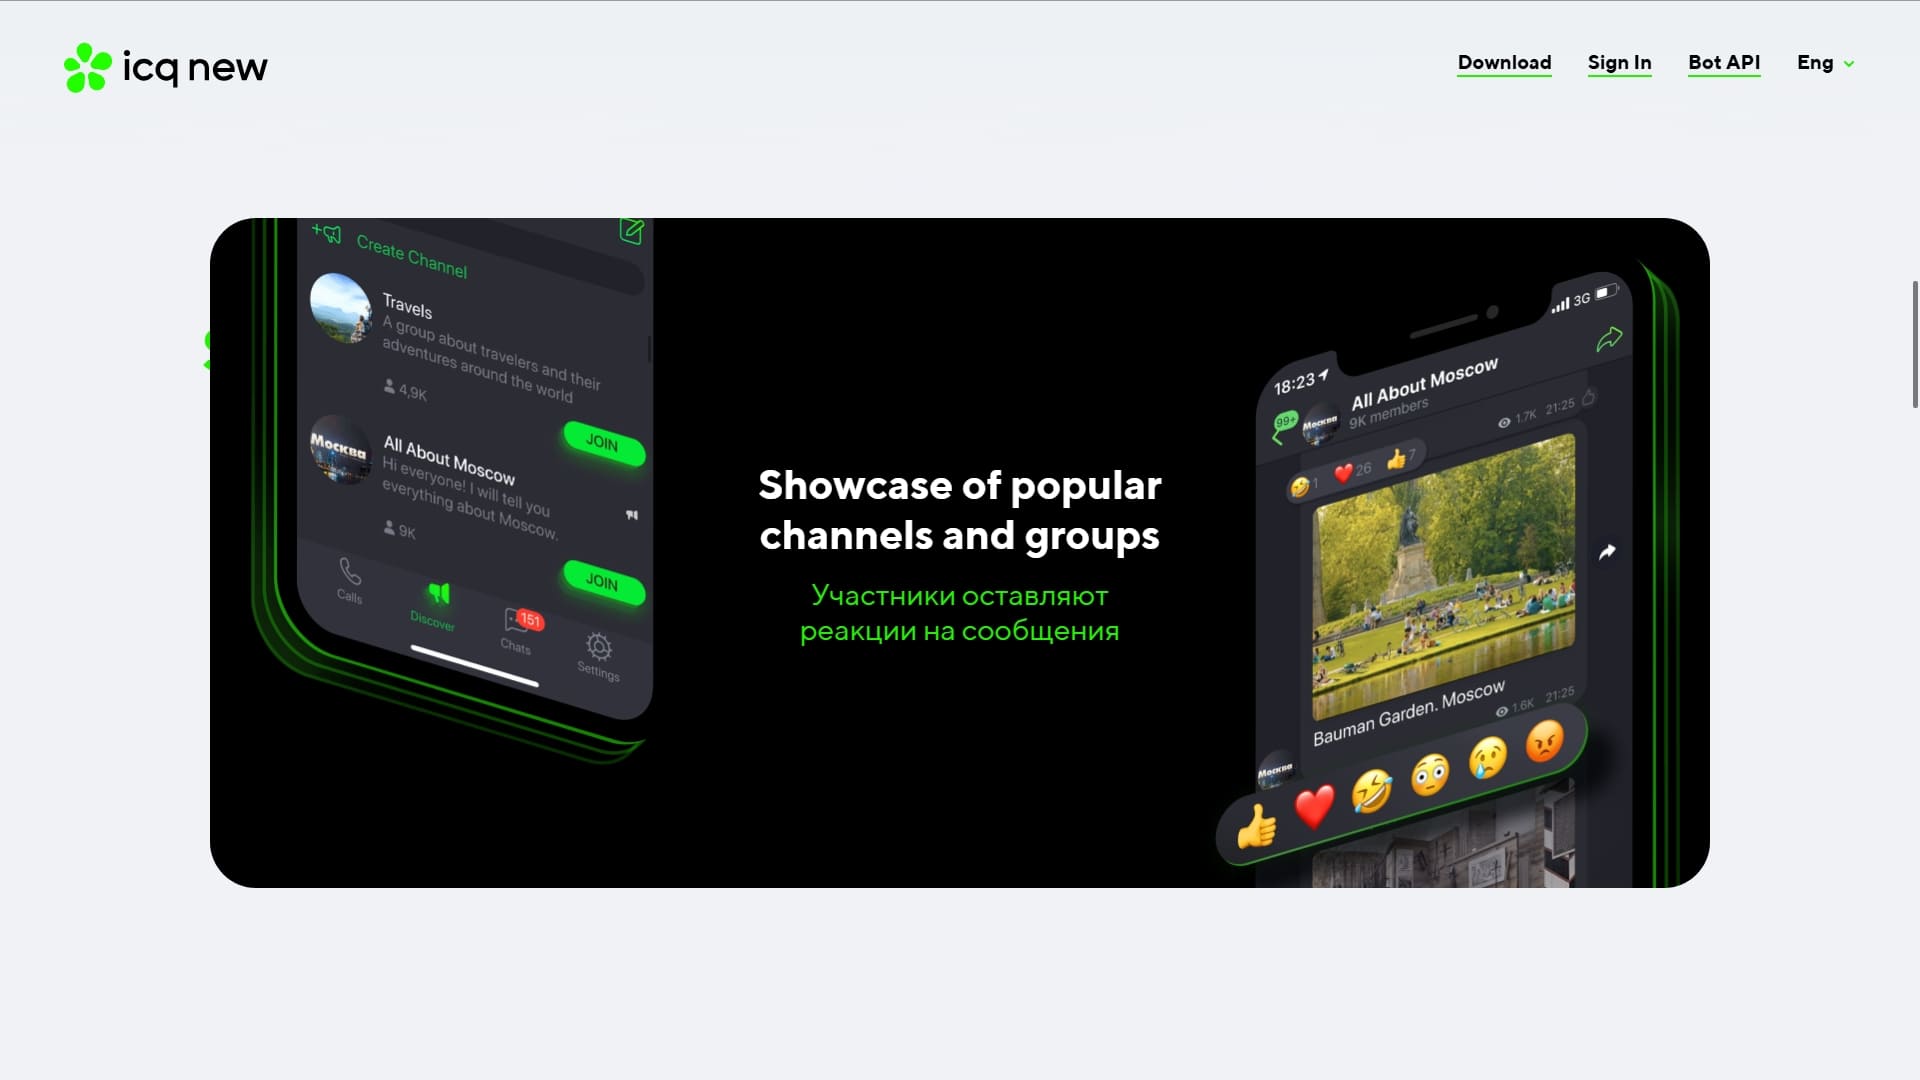 icq new
Download
Sign In
Bot API
Eng
Create Channel
Travels
A group about travelers and their
adventures around the world
4,9K
JOIN
Москва
All About Moscow
Hi everyone! I will tell you
everything about Moscow.
9K
JOIN
Calls
Discover
151
Chats
Settings
Showcase of popular
channels and groups
Участники оставляют
реакции на сообщения
18:23
3G
99+
Москва
All About Moscow
9K members
1.7K 21:25
1
26
7
Bauman Garden. Moscow
1.6K 21:25
Москва